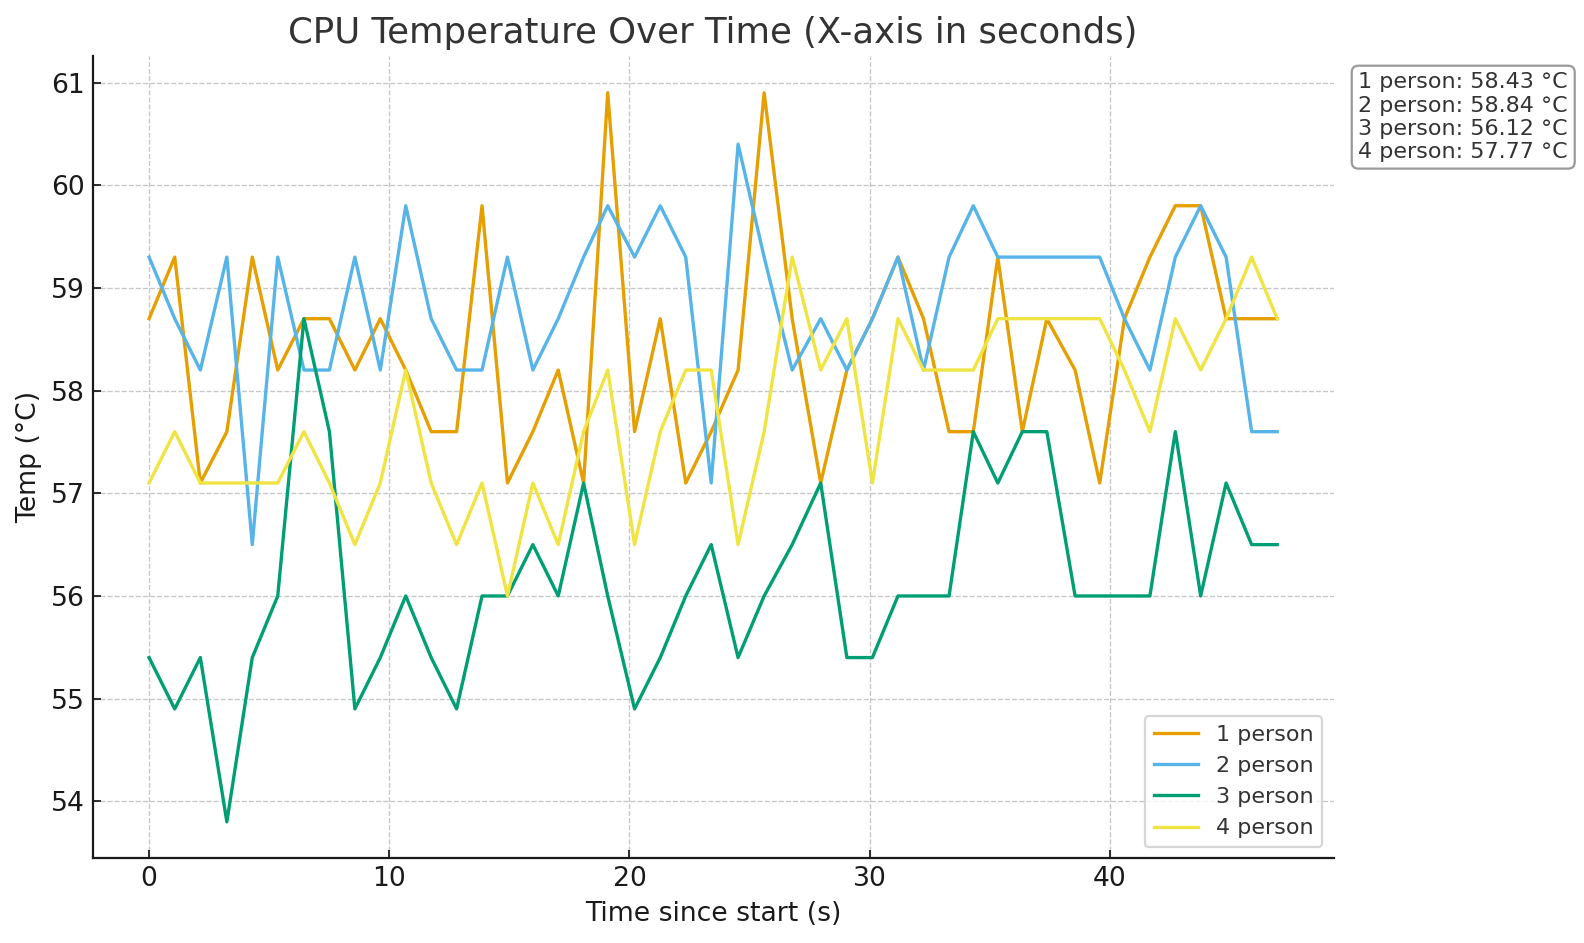 CPU Temperature Over Time (X-axis in seconds)
1 person: 58.43 °C
2 person: 58.84 °C
3 person: 56.12 °C
4 person: 57.77 °C
Temp (°C)
61
60
59
58
57
56
55
54
1 person
2 person
3 person
4 person
0 10 20 30 40
Time since start (s)